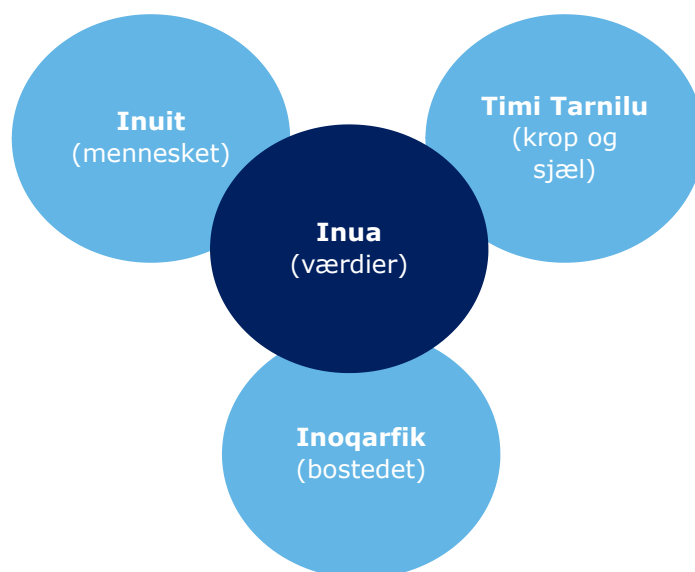 Inuit
(mennesket)
Timi Tarnilu
(krop og
sjæl)
Inua
(værdier)
Inoqarfik
(bostedet)